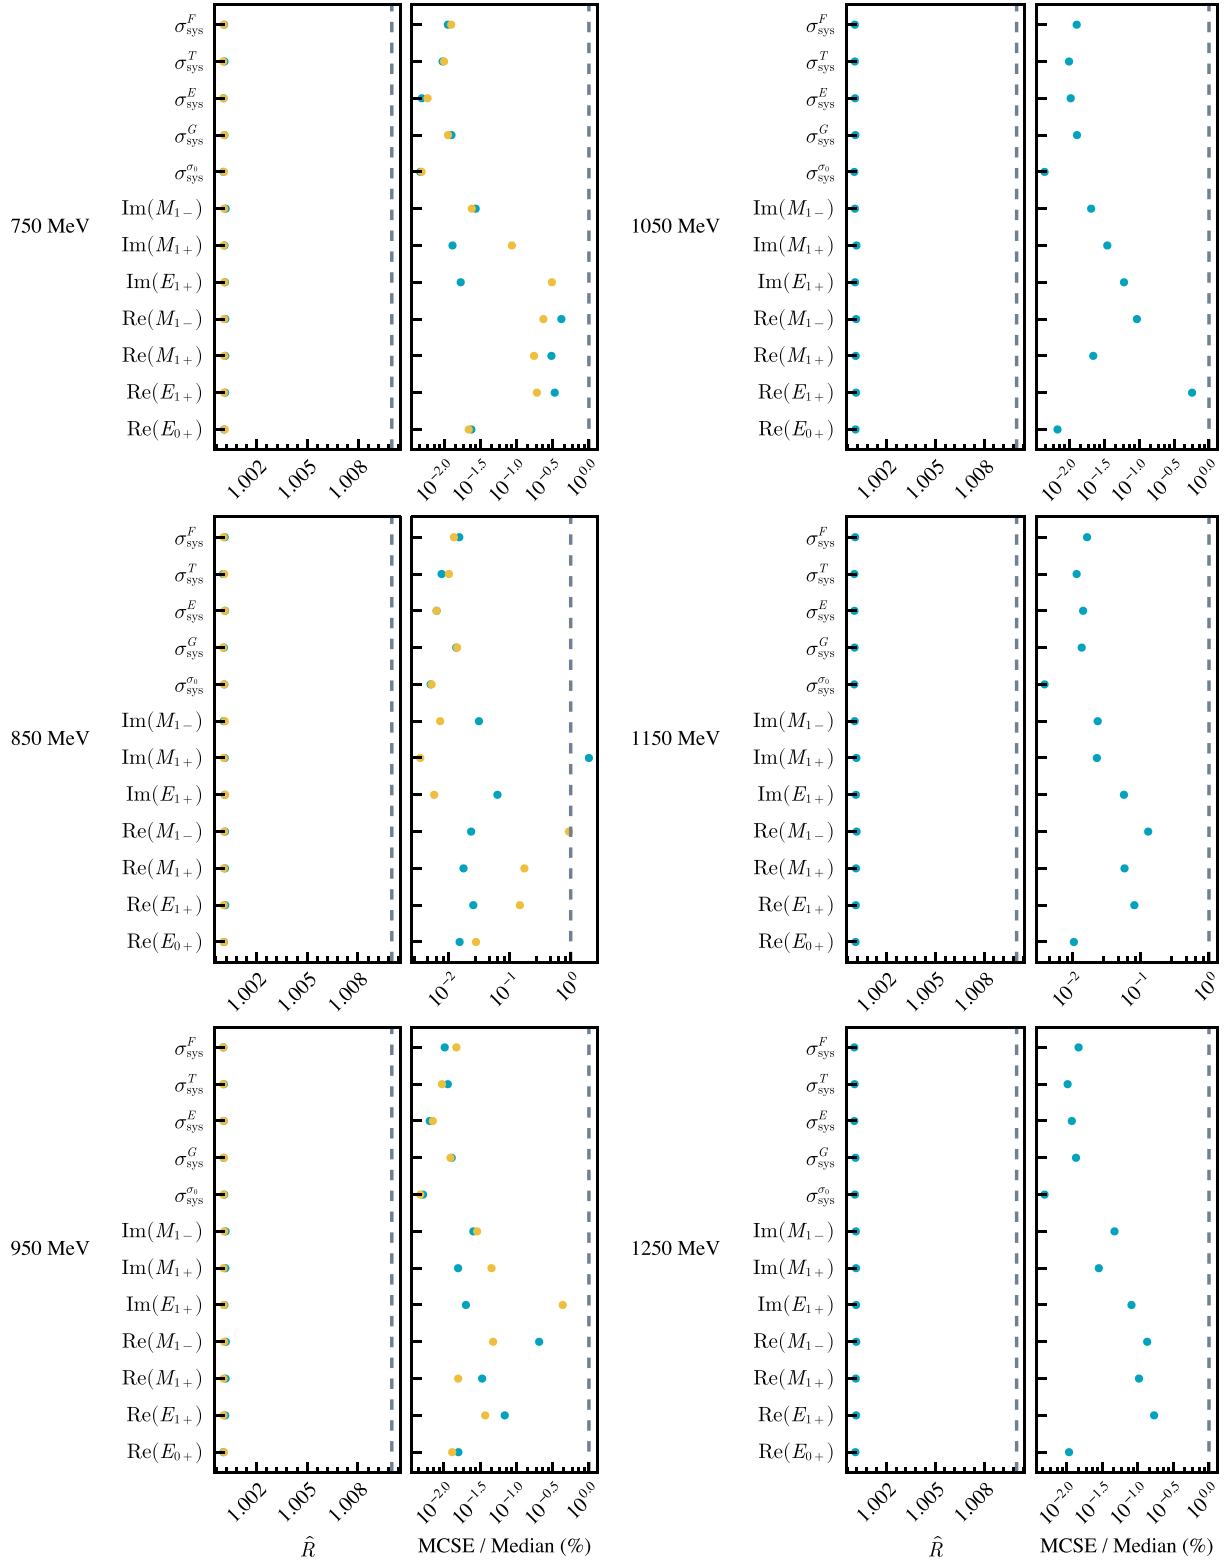 750 MeV
σ^F_sys
σ^T_sys
σ^E_sys
σ^G_sys
σ^{σ₀}_sys
Im(M₁₋)
Im(M₁₊)
Im(E₁₊)
Re(M₁₋)
Re(M₁₊)
Re(E₁₊)
Re(E₀₊)
1.002 1.005 1.008
10^−2.0 10^−1.5 10^−1.0 10^−0.5 10^0.0
1050 MeV
σ^F_sys
σ^T_sys
σ^E_sys
σ^G_sys
σ^{σ₀}_sys
Im(M₁₋)
Im(M₁₊)
Im(E₁₊)
Re(M₁₋)
Re(M₁₊)
Re(E₁₊)
Re(E₀₊)
1.002 1.005 1.008
10^−2.0 10^−1.5 10^−1.0 10^−0.5 10^0.0
850 MeV
σ^F_sys
σ^T_sys
σ^E_sys
σ^G_sys
σ^{σ₀}_sys
Im(M₁₋)
Im(M₁₊)
Im(E₁₊)
Re(M₁₋)
Re(M₁₊)
Re(E₁₊)
Re(E₀₊)
1.002 1.005 1.008
10^−2 10^−1 10^0
1150 MeV
σ^F_sys
σ^T_sys
σ^E_sys
σ^G_sys
σ^{σ₀}_sys
Im(M₁₋)
Im(M₁₊)
Im(E₁₊)
Re(M₁₋)
Re(M₁₊)
Re(E₁₊)
Re(E₀₊)
1.002 1.005 1.008
10^−2 10^−1 10^0
950 MeV
σ^F_sys
σ^T_sys
σ^E_sys
σ^G_sys
σ^{σ₀}_sys
Im(M₁₋)
Im(M₁₊)
Im(E₁₊)
Re(M₁₋)
Re(M₁₊)
Re(E₁₊)
Re(E₀₊)
1.002 1.005 1.008
10^−2.0 10^−1.5 10^−1.0 10^−0.5 10^0.0
R̂
MCSE / Median (%)
1250 MeV
σ^F_sys
σ^T_sys
σ^E_sys
σ^G_sys
σ^{σ₀}_sys
Im(M₁₋)
Im(M₁₊)
Im(E₁₊)
Re(M₁₋)
Re(M₁₊)
Re(E₁₊)
Re(E₀₊)
1.002 1.005 1.008
10^−2.0 10^−1.5 10^−1.0 10^−0.5 10^0.0
R̂
MCSE / Median (%)